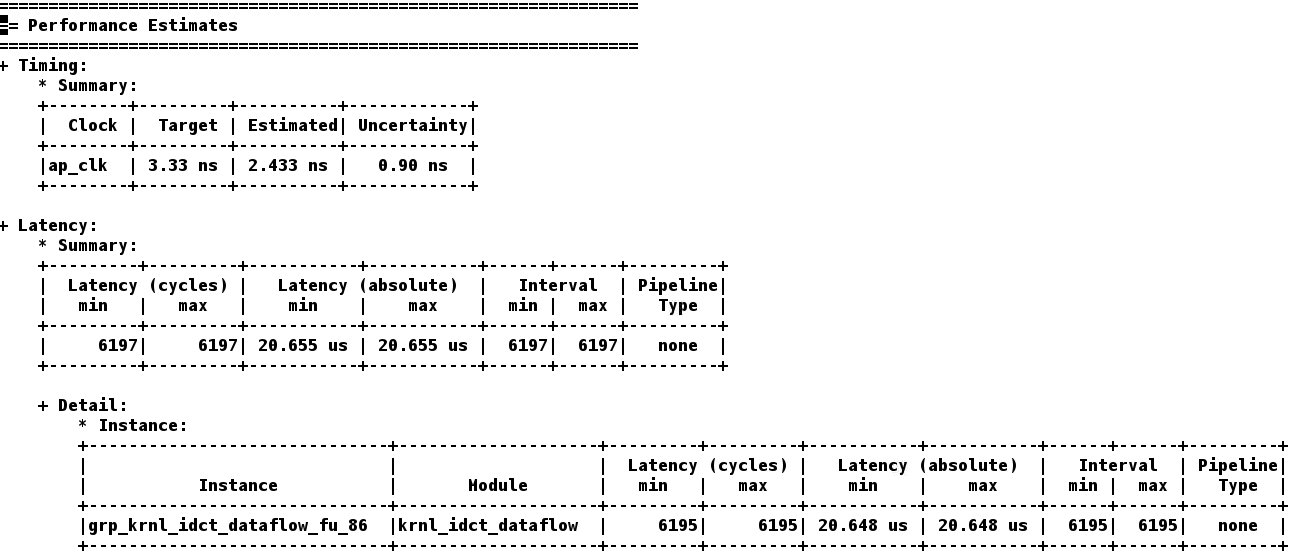 ================================================================
== Performance Estimates
================================================================
+ Timing:
    * Summary:
    +--------+---------+----------+------------+
    |  Clock |  Target | Estimated| Uncertainty|
    +--------+---------+----------+------------+
    |ap_clk  | 3.33 ns | 2.433 ns |   0.90 ns  |
    +--------+---------+----------+------------+

+ Latency:
    * Summary:
    +---------+---------+-----------+-----------+------+------+---------+
    |  Latency (cycles) |   Latency (absolute)  |   Interval  | Pipeline|
    |   min   |   max   |    min    |    max    |  min |  max |   Type  |
    +---------+---------+-----------+-----------+------+------+---------+
    |     6197|     6197| 20.655 us | 20.655 us |  6197|  6197|   none  |
    +---------+---------+-----------+-----------+------+------+---------+

    + Detail:
        * Instance:
        +------------------------------+--------------------+---------+---------+-----------+-----------+------+------+---------+
        |                              |                    |  Latency (cycles) |   Latency (absolute)  |   Interval  | Pipeline|
        |           Instance           |       Module       |   min   |   max   |    min    |    max    |  min |  max |   Type  |
        +------------------------------+--------------------+---------+---------+-----------+-----------+------+------+---------+
        |grp_krnl_idct_dataflow_fu_86  |krnl_idct_dataflow  |     6195|     6195| 20.648 us | 20.648 us |  6195|  6195|   none  |
        +------------------------------+--------------------+---------+---------+-----------+-----------+------+------+---------+